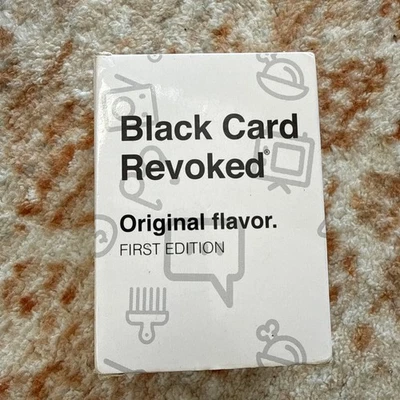 Black Card
Revoked®
Original flavor.
FIRST EDITION